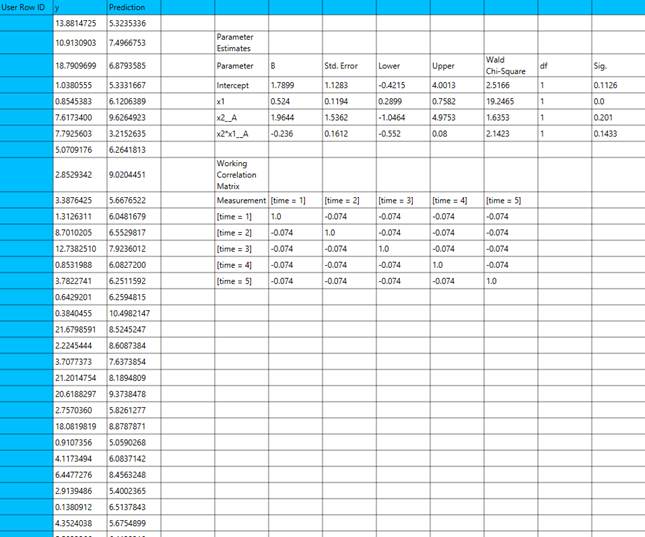 User Row ID y Prediction
13.8814725 5.3235336
10.9130903 7.4966753 Parameter Estimates
18.7909699 6.8793585 Parameter B Std. Error Lower Upper Wald Chi-Square df Sig.
1.0380555 5.3331667 Intercept 1.7899 1.1283 -0.4215 4.0013 2.5166 1 0.1126
0.8545383 6.1206389 x1 0.524 0.1194 0.2899 0.7582 19.2465 1 0.0
7.6173400 9.6264923 x2__A 1.9644 1.5362 -1.0464 4.9753 1.6353 1 0.201
7.7925603 3.2152635 x2*x1__A -0.236 0.1612 -0.552 0.08 2.1423 1 0.1433
5.0709176 6.2641813
2.8529342 9.0204451 Working Correlation Matrix
3.3876425 5.6676522 Measurement [time = 1] [time = 2] [time = 3] [time = 4] [time = 5]
1.3126311 6.0481679 [time = 1] 1.0 -0.074 -0.074 -0.074 -0.074
8.7010205 6.5529817 [time = 2] -0.074 1.0 -0.074 -0.074 -0.074
12.7382510 7.9236012 [time = 3] -0.074 -0.074 1.0 -0.074 -0.074
0.8531988 6.0827200 [time = 4] -0.074 -0.074 -0.074 1.0 -0.074
3.7822741 6.2511592 [time = 5] -0.074 -0.074 -0.074 -0.074 1.0
0.6429201 6.2594815
0.3840455 10.4982147
21.6798591 8.5245247
2.2245444 8.6087384
3.7077373 7.6373854
21.2014754 8.1894809
20.6188297 9.3738478
2.7570360 5.8261277
18.0819819 8.8787871
0.9107356 5.0590268
4.1173494 6.0837142
6.4477276 8.4563248
2.9139486 5.4002365
0.1380912 6.5137843
4.3524038 5.6754899